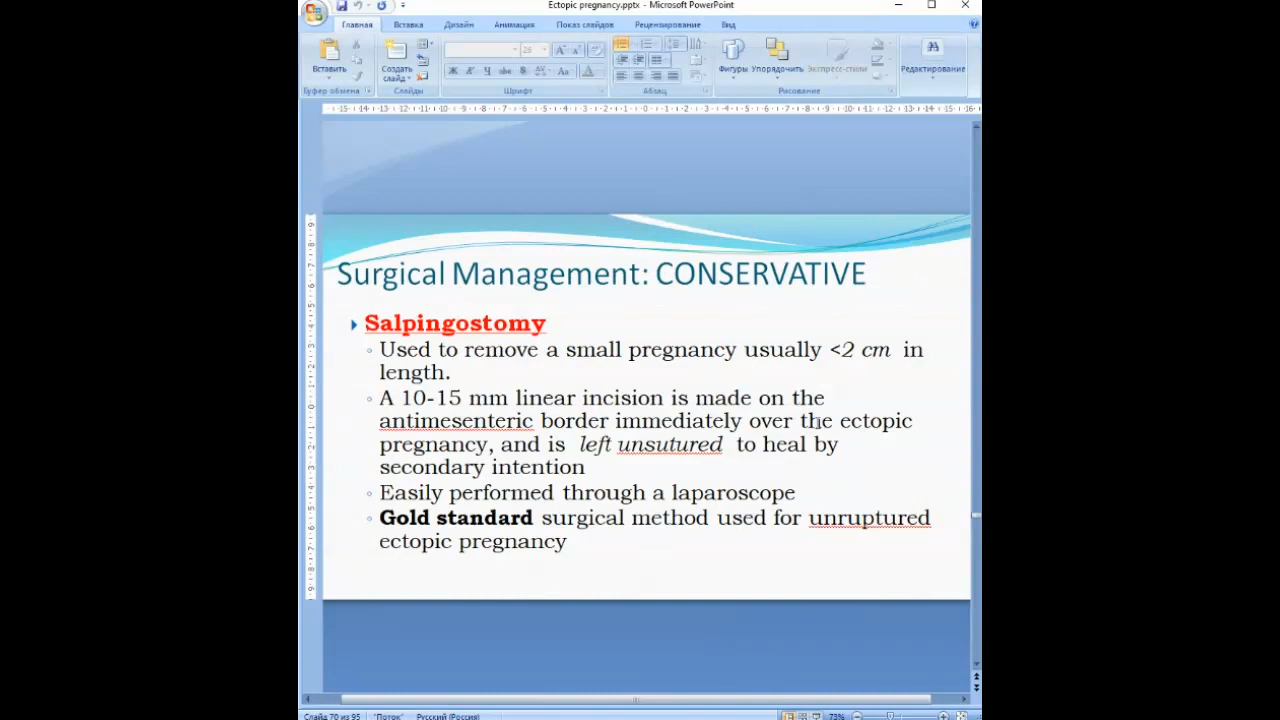 Ectopic pregnancy.pptx - Microsoft PowerPoint
Главная Вставка Дизайн Анимация Показ слайдов Рецензирование Вид
Вставить Создать слайд Фигуры Упорядочить Экспресс-стили Редактирование
Буфер обмена Слайды Шрифт Абзац Рисование
Surgical Management: CONSERVATIVE
Salpingostomy
Used to remove a small pregnancy usually <2 cm in
length.
A 10-15 mm linear incision is made on the
antimesenteric border immediately over the ectopic
pregnancy, and is left unsutured to heal by
secondary intention
Easily performed through a laparoscope
Gold standard surgical method used for unruptured
ectopic pregnancy
Слайд 70 из 95 "Поток" Русский (Россия) 73%